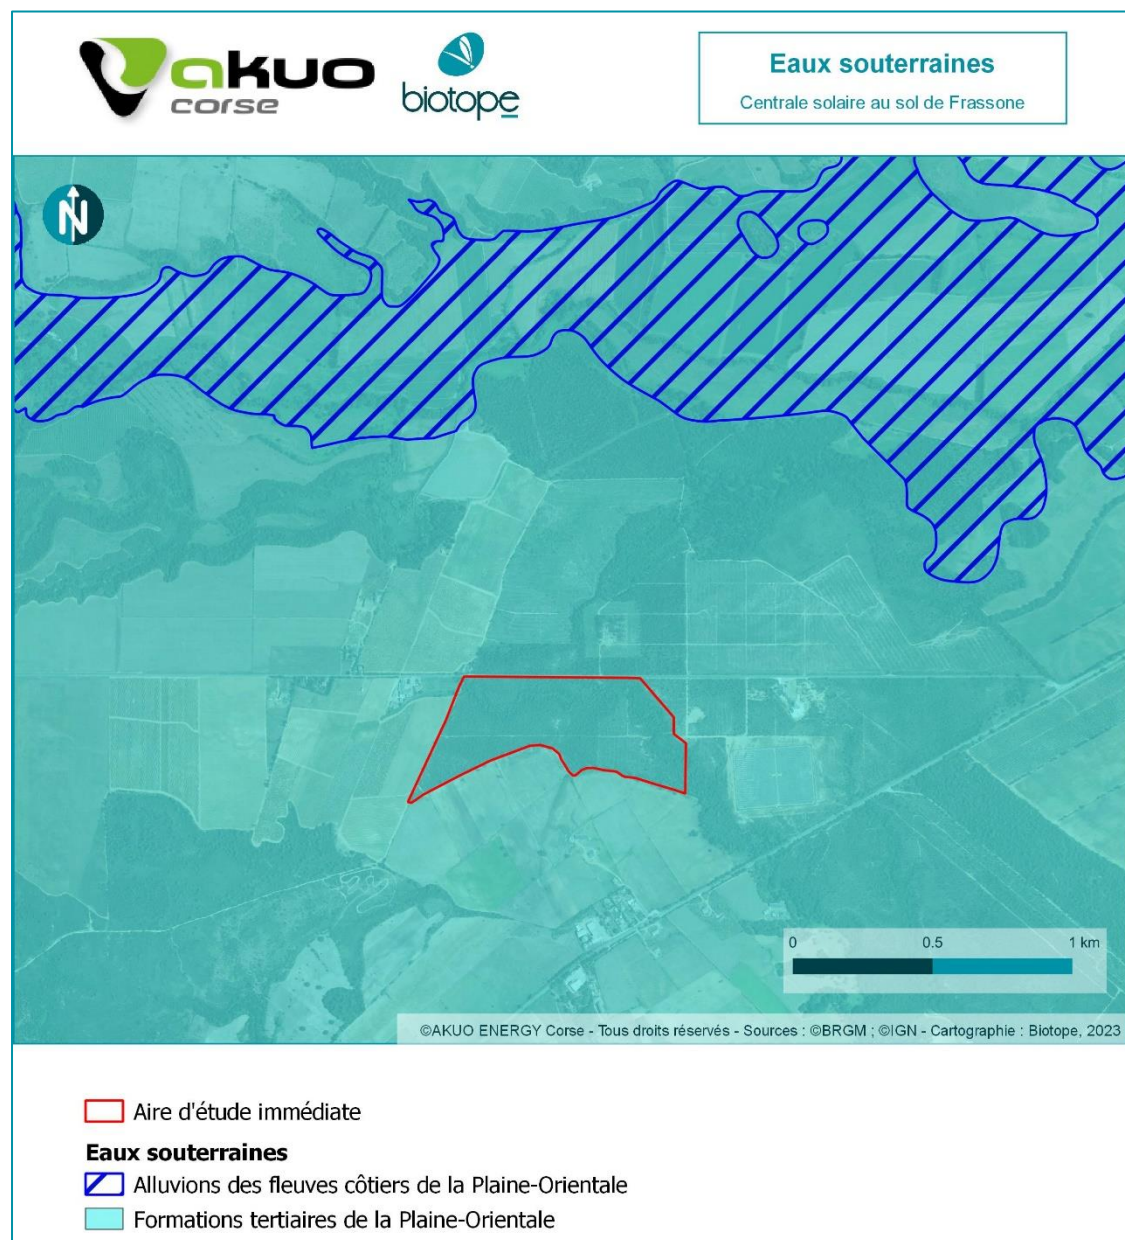 akuo
corse
biotope
Eaux souterraines
Centrale solaire au sol de Frassone
N
0 0.5 1 km
©AKUO ENERGY Corse - Tous droits réservés - Sources : ©BRGM ; ©IGN - Cartographie : Biotope, 2023
Aire d'étude immédiate
Eaux souterraines
Alluvions des fleuves côtiers de la Plaine-Orientale
Formations tertiaires de la Plaine-Orientale